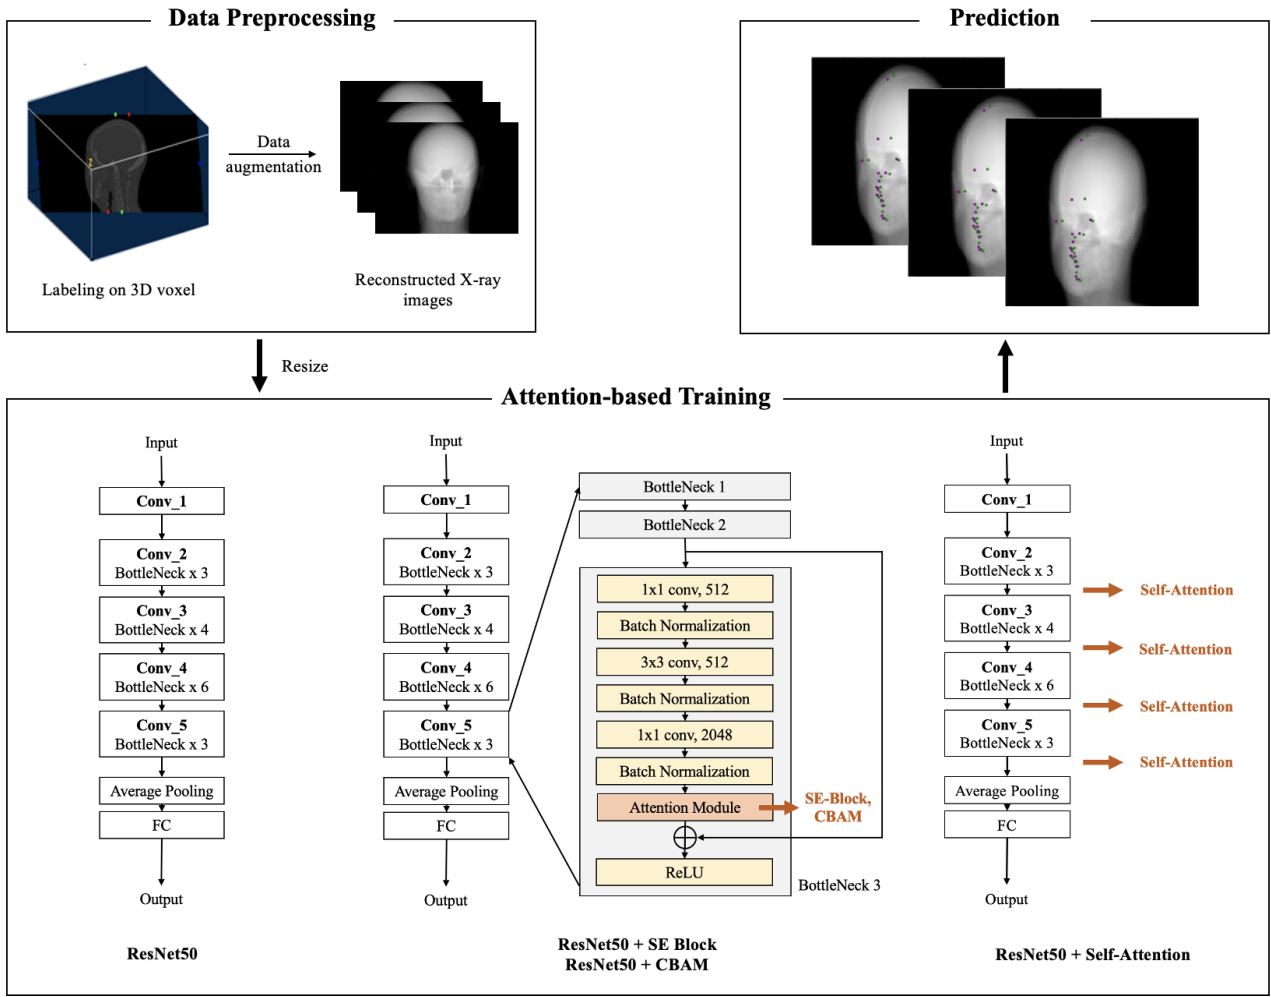 Data Preprocessing
Z
Data
augmentation
Labeling on 3D voxel
Reconstructed X-ray
images
Prediction
Resize
Attention-based Training
Input
Conv_1
Conv_2
BottleNeck x 3
Conv_3
BottleNeck x 4
Conv_4
BottleNeck x 6
Conv_5
BottleNeck x 3
Average Pooling
FC
Output
ResNet50
Input
Conv_1
Conv_2
BottleNeck x 3
Conv_3
BottleNeck x 4
Conv_4
BottleNeck x 6
Conv_5
BottleNeck x 3
Average Pooling
FC
Output
BottleNeck 1
BottleNeck 2
1x1 conv, 512
Batch Normalization
3x3 conv, 512
Batch Normalization
1x1 conv, 2048
Batch Normalization
Attention Module
SE-Block,
CBAM
ReLU
BottleNeck 3
ResNet50 + SE Block
ResNet50 + CBAM
Input
Conv_1
Conv_2
BottleNeck x 3
Self-Attention
Conv_3
BottleNeck x 4
Self-Attention
Conv_4
BottleNeck x 6
Self-Attention
Conv_5
BottleNeck x 3
Self-Attention
Average Pooling
FC
Output
ResNet50 + Self-Attention